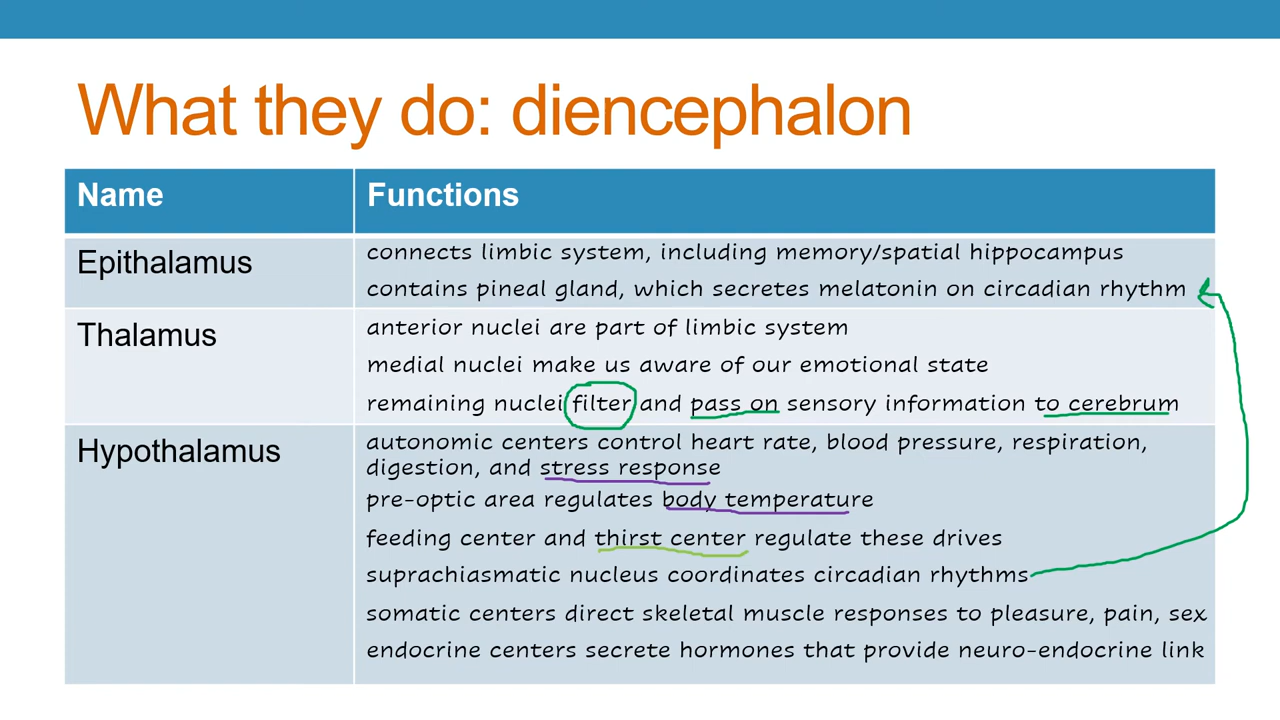 What they do: diencephalon
Name
Functions
Epithalamus
connects limbic system, including memory/spatial hippocampus
contains pineal gland, which secretes melatonin on circadian rhythm
Thalamus
anterior nuclei are part of limbic system
medial nuclei make us aware of our emotional state
remaining nuclei filter and pass on sensory information to cerebrum
Hypothalamus
autonomic centers control heart rate, blood pressure, respiration,
digestion, and stress response
pre-optic area regulates body temperature
feeding center and thirst center regulate these drives
suprachiasmatic nucleus coordinates circadian rhythms
somatic centers direct skeletal muscle responses to pleasure, pain, sex
endocrine centers secrete hormones that provide neuro-endocrine link